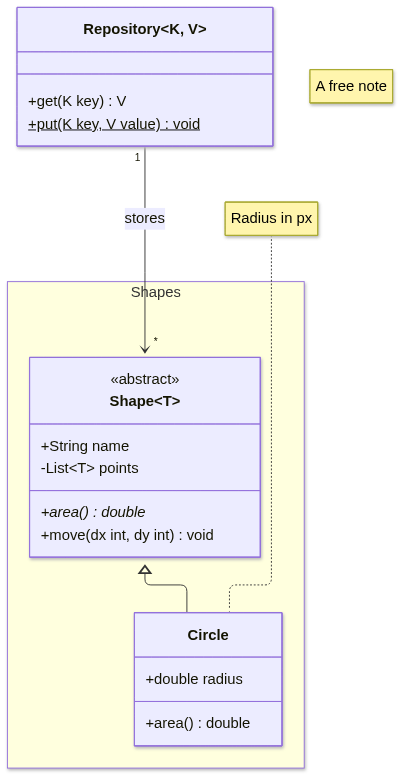 Repository<K, V>
+get(K key) : V
+put(K key, V value) : void
A free note
1
stores
Radius in px
Shapes
*
«abstract»
Shape<T>
+String name
-List<T> points
+area() : double
+move(dx int, dy int) : void
Circle
+double radius
+area() : double